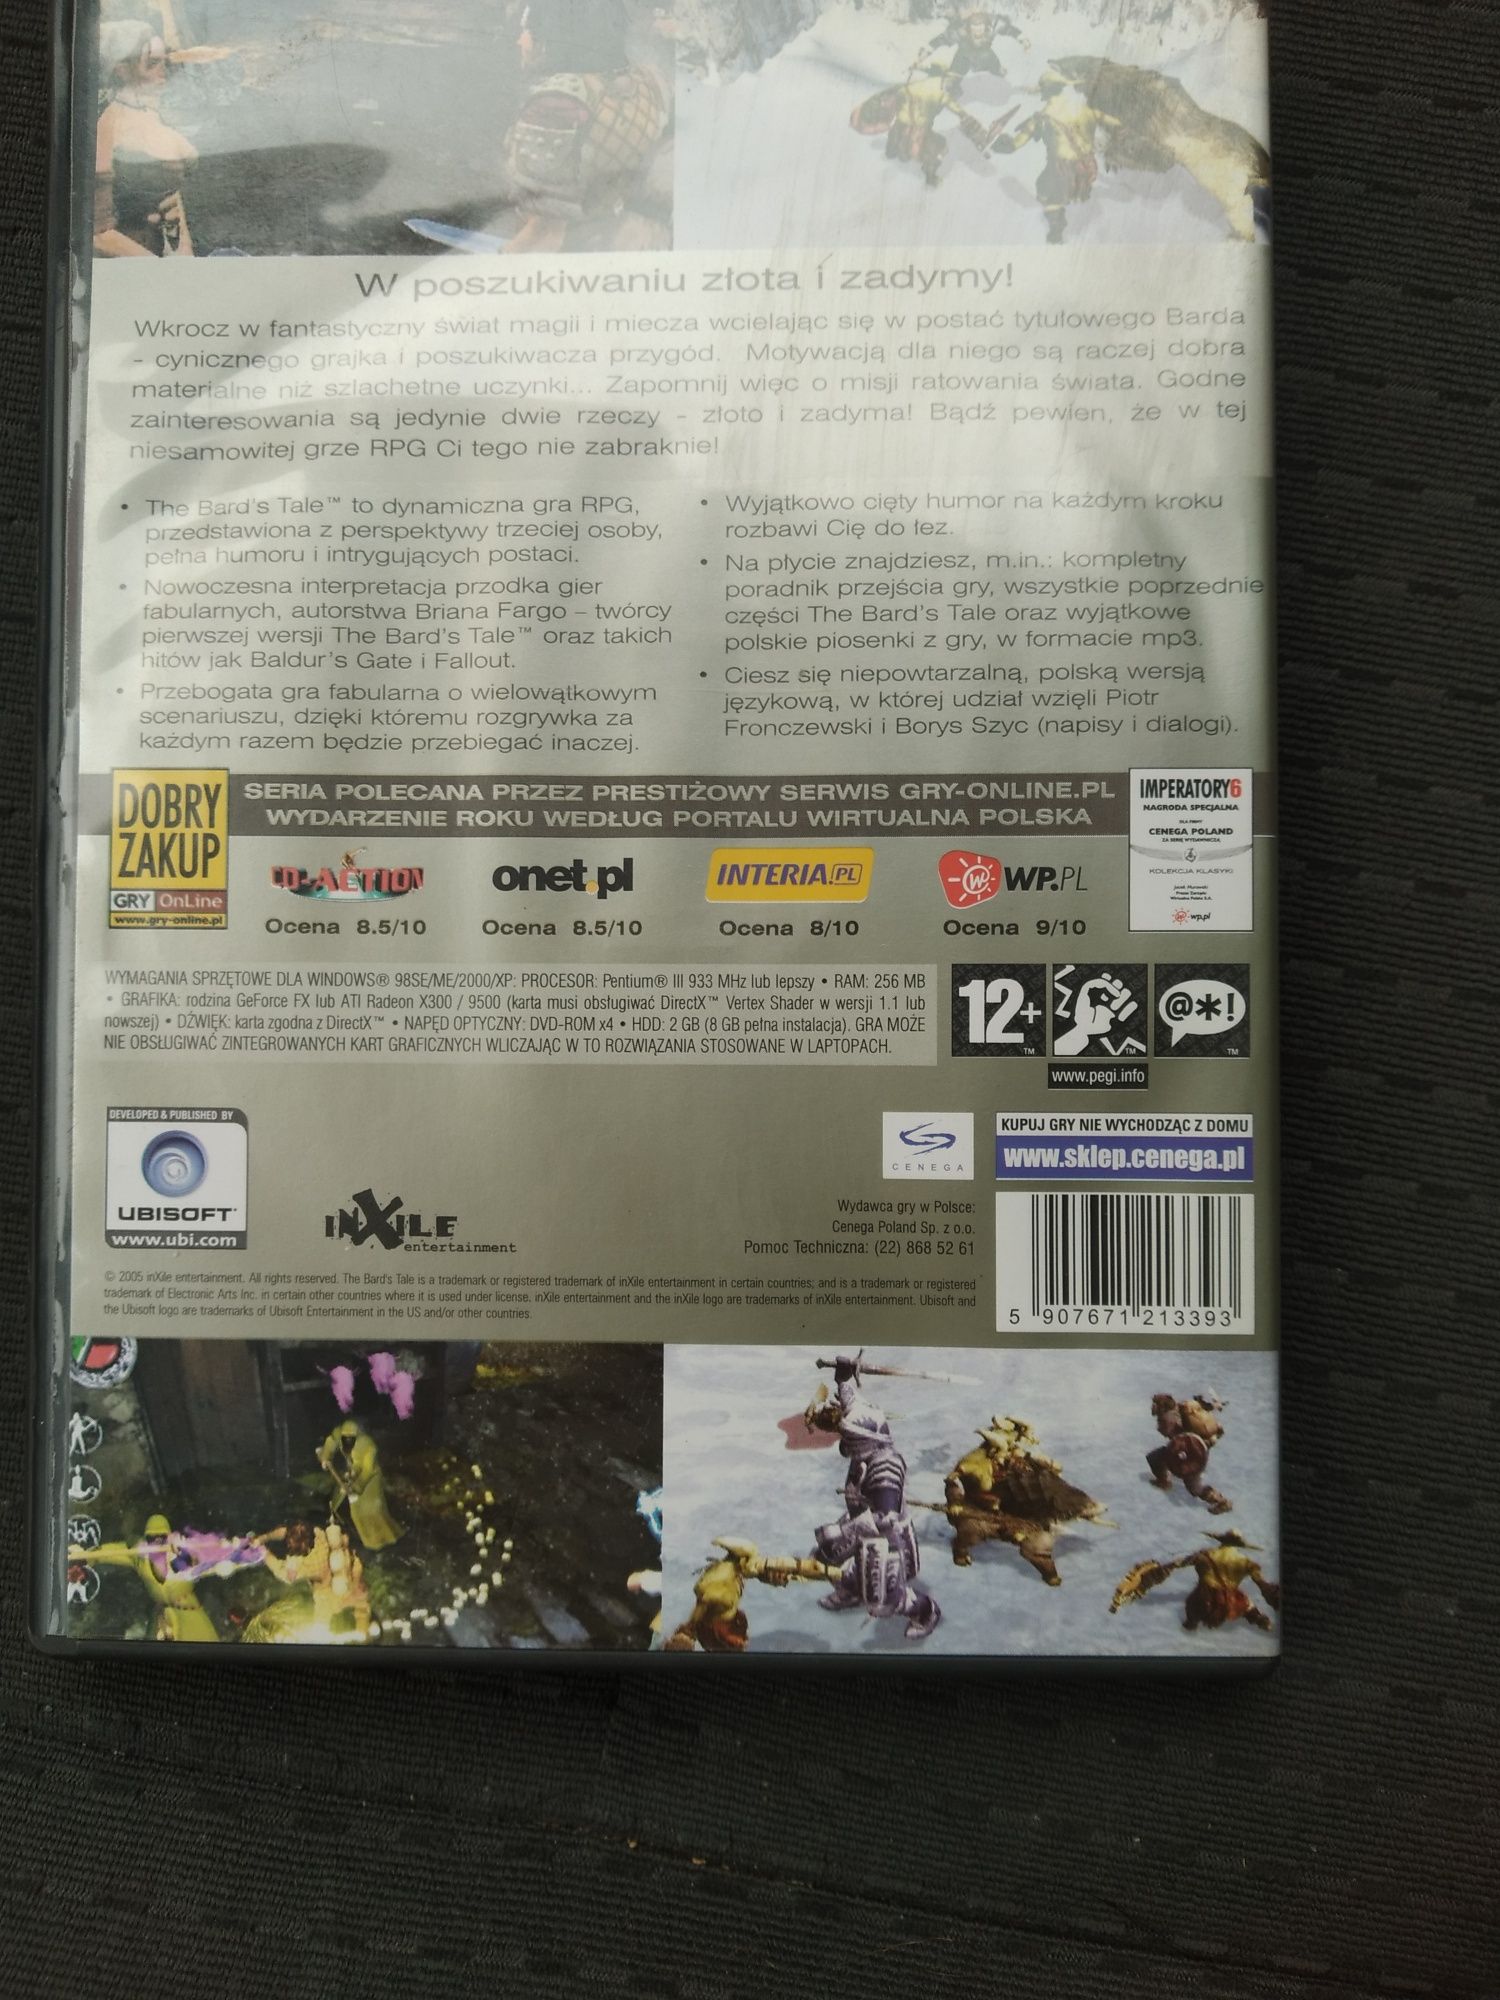 W poszukiwaniu złota i zadymy!
Wkrocz w fantastyczny świat magii i miecza wcielając się w postać tytułowego Barda
- cynicznego grajka i poszukiwacza przygód. Motywacją dla niego są raczej dobra
materialne niż szlachetne uczynki... Zapomnij więc o misji ratowania świata. Godne
zainteresowania są jedynie dwie rzeczy - złoto i zadyma! Bądź pewien, że w tej
niesamowitej grze RPG Ci tego nie zabraknie!
• The Bard's Tale™ to dynamiczna gra RPG,
przedstawiona z perspektywy trzeciej osoby,
pełna humoru i intrygujących postaci.
• Nowoczesna interpretacja przodka gier
fabularnych, autorstwa Briana Fargo – twórcy
pierwszej wersji The Bard's Tale™ oraz takich
hitów jak Baldur's Gate i Fallout.
• Przebogata gra fabularna o wielowątkowym
scenariuszu, dzięki któremu rozgrywka za
każdym razem będzie przebiegać inaczej.
• Wyjątkowo cięty humor na każdym kroku
rozbawi Cię do łez.
• Na płycie znajdziesz, m.in.: kompletny
poradnik przejścia gry, wszystkie poprzednie
części The Bard's Tale oraz wyjątkowe
polskie piosenki z gry, w formacie mp3.
• Ciesz się niepowtarzalną, polską wersją
językową, w której udział wzięli Piotr
Fronczewski i Borys Szyc (napisy i dialogi).
DOBRY
ZAKUP
GRY OnLine
www.gry-online.pl
SERIA POLECANA PRZEZ PRESTIŻOWY SERWIS GRY-ONLINE.PL
WYDARZENIE ROKU WEDŁUG PORTALU WIRTUALNA POLSKA
CD-ACTION
onet.pl
INTERIA.PL
WP.PL
Ocena 8.5/10
Ocena 8.5/10
Ocena 8/10
Ocena 9/10
IMPERATORY6
NAGRODA SPECJALNA
DLA FIRMY
CENEGA POLAND
ZA SERIĘ WYDAWNICZĄ
KOLEKCJA KLASYKI
Jacek Murawski
Prezes Zarządu
Wirtualna Polska S.A.
wp.pl
WYMAGANIA SPRZĘTOWE DLA WINDOWS® 98SE/ME/2000/XP: PROCESOR: Pentium® III 933 MHz lub lepszy • RAM: 256 MB
• GRAFIKA: rodzina GeForce FX lub ATI Radeon X300 / 9500 (karta musi obsługiwać DirectX™ Vertex Shader w wersji 1.1 lub
nowszej) • DŹWIĘK: karta zgodna z DirectX™ • NAPĘD OPTYCZNY: DVD-ROM x4 • HDD: 2 GB (8 GB pełna instalacja). GRA MOŻE
NIE OBSŁUGIWAĆ ZINTEGROWANYCH KART GRAFICZNYCH WLICZAJĄC W TO ROZWIĄZANIA STOSOWANE W LAPTOPACH.
12+
™
™
@*!
™
www.pegi.info
DEVELOPED & PUBLISHED BY
UBISOFT
www.ubi.com
INXILE
entertainment
CENEGA
KUPUJ GRY NIE WYCHODZĄC Z DOMU
www.sklep.cenega.pl
Wydawca gry w Polsce:
Cenega Poland Sp. z o.o.
Pomoc Techniczna: (22) 868 52 61
© 2005 inXile entertainment. All rights reserved. The Bard's Tale is a trademark or registered trademark of inXile entertainment in certain countries; and is a trademark or registered
trademark of Electronic Arts Inc. in certain other countries where it is used under license. inXile entertainment and the inXile logo are trademarks of inXile entertainment. Ubisoft and
the Ubisoft logo are trademarks of Ubisoft Entertainment in the US and/or other countries.
5 907671 213393